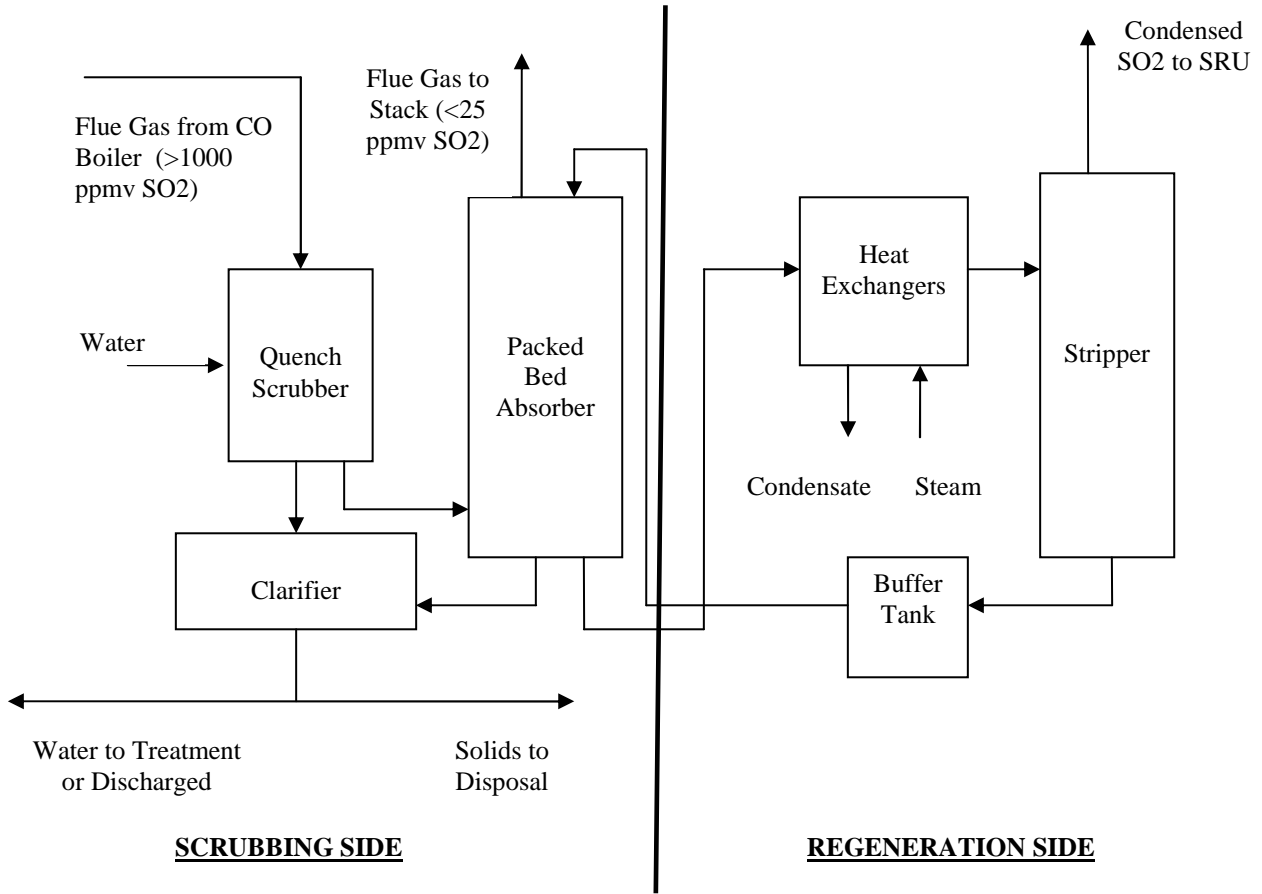 Flue Gas from CO
Boiler (>1000
ppmv SO2)
Flue Gas to
Stack (<25
ppmv SO2)
Condensed
SO2 to SRU
Water
Quench
Scrubber
Packed
Bed
Absorber
Heat
Exchangers
Stripper
Condensate
Steam
Clarifier
Buffer
Tank
Water to Treatment
or Discharged
Solids to
Disposal
SCRUBBING SIDE
REGENERATION SIDE